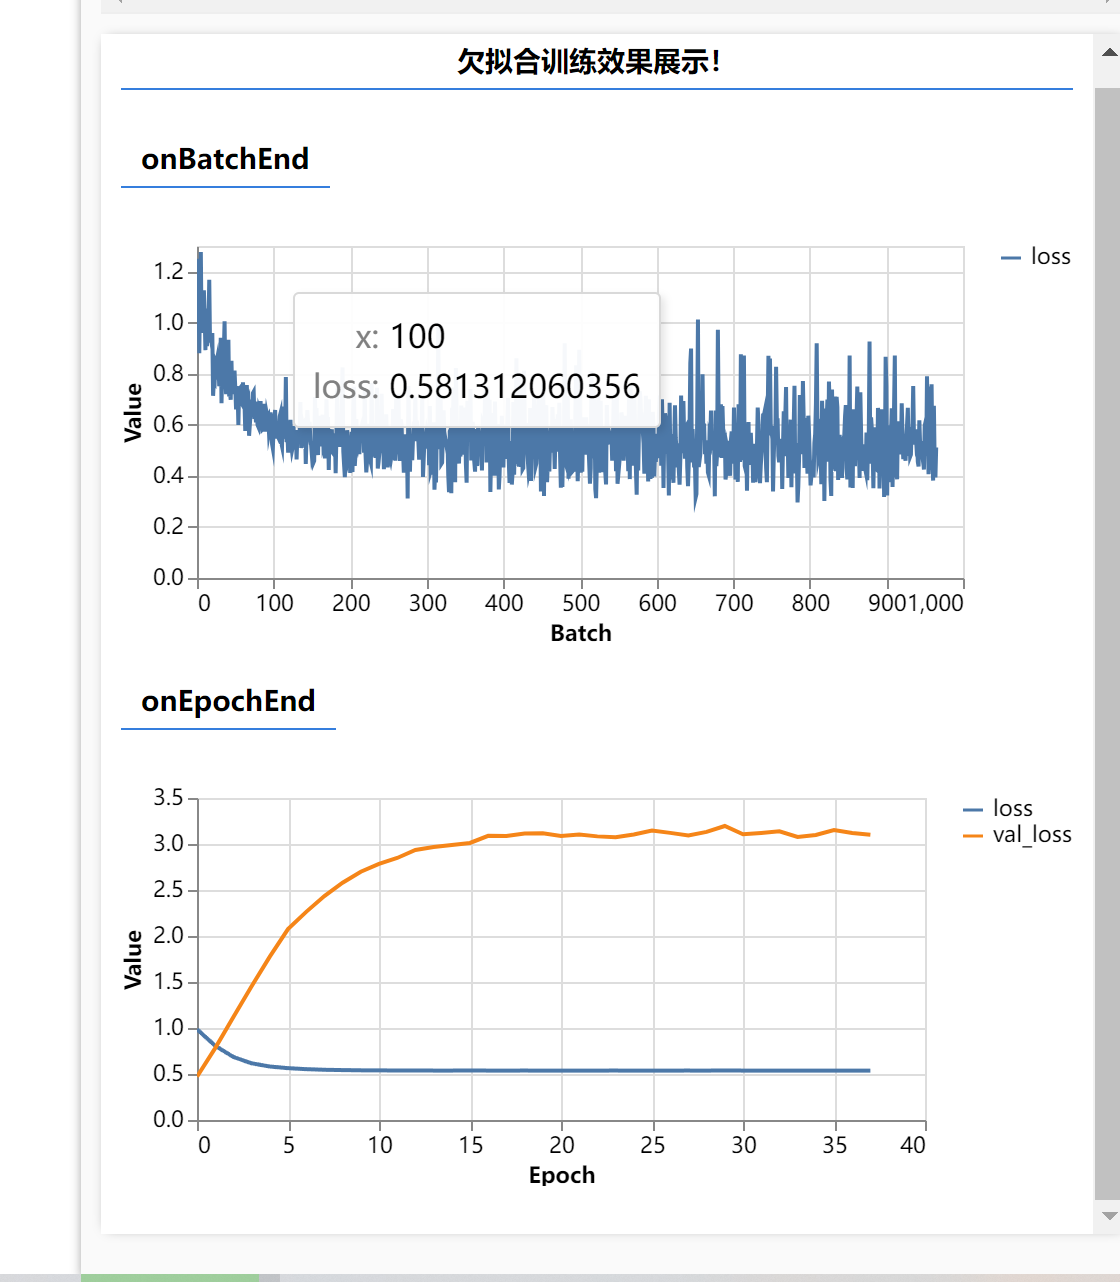 欠拟合训练效果展示！
onBatchEnd
loss
x: 100
loss: 0.581312060356
Value
1.2
1.0
0.8
0.6
0.4
0.2
0.0
0 100 200 300 400 500 600 700 800 9001,000
Batch
onEpochEnd
loss
val_loss
Value
3.5
3.0
2.5
2.0
1.5
1.0
0.5
0.0
0 5 10 15 20 25 30 35 40
Epoch